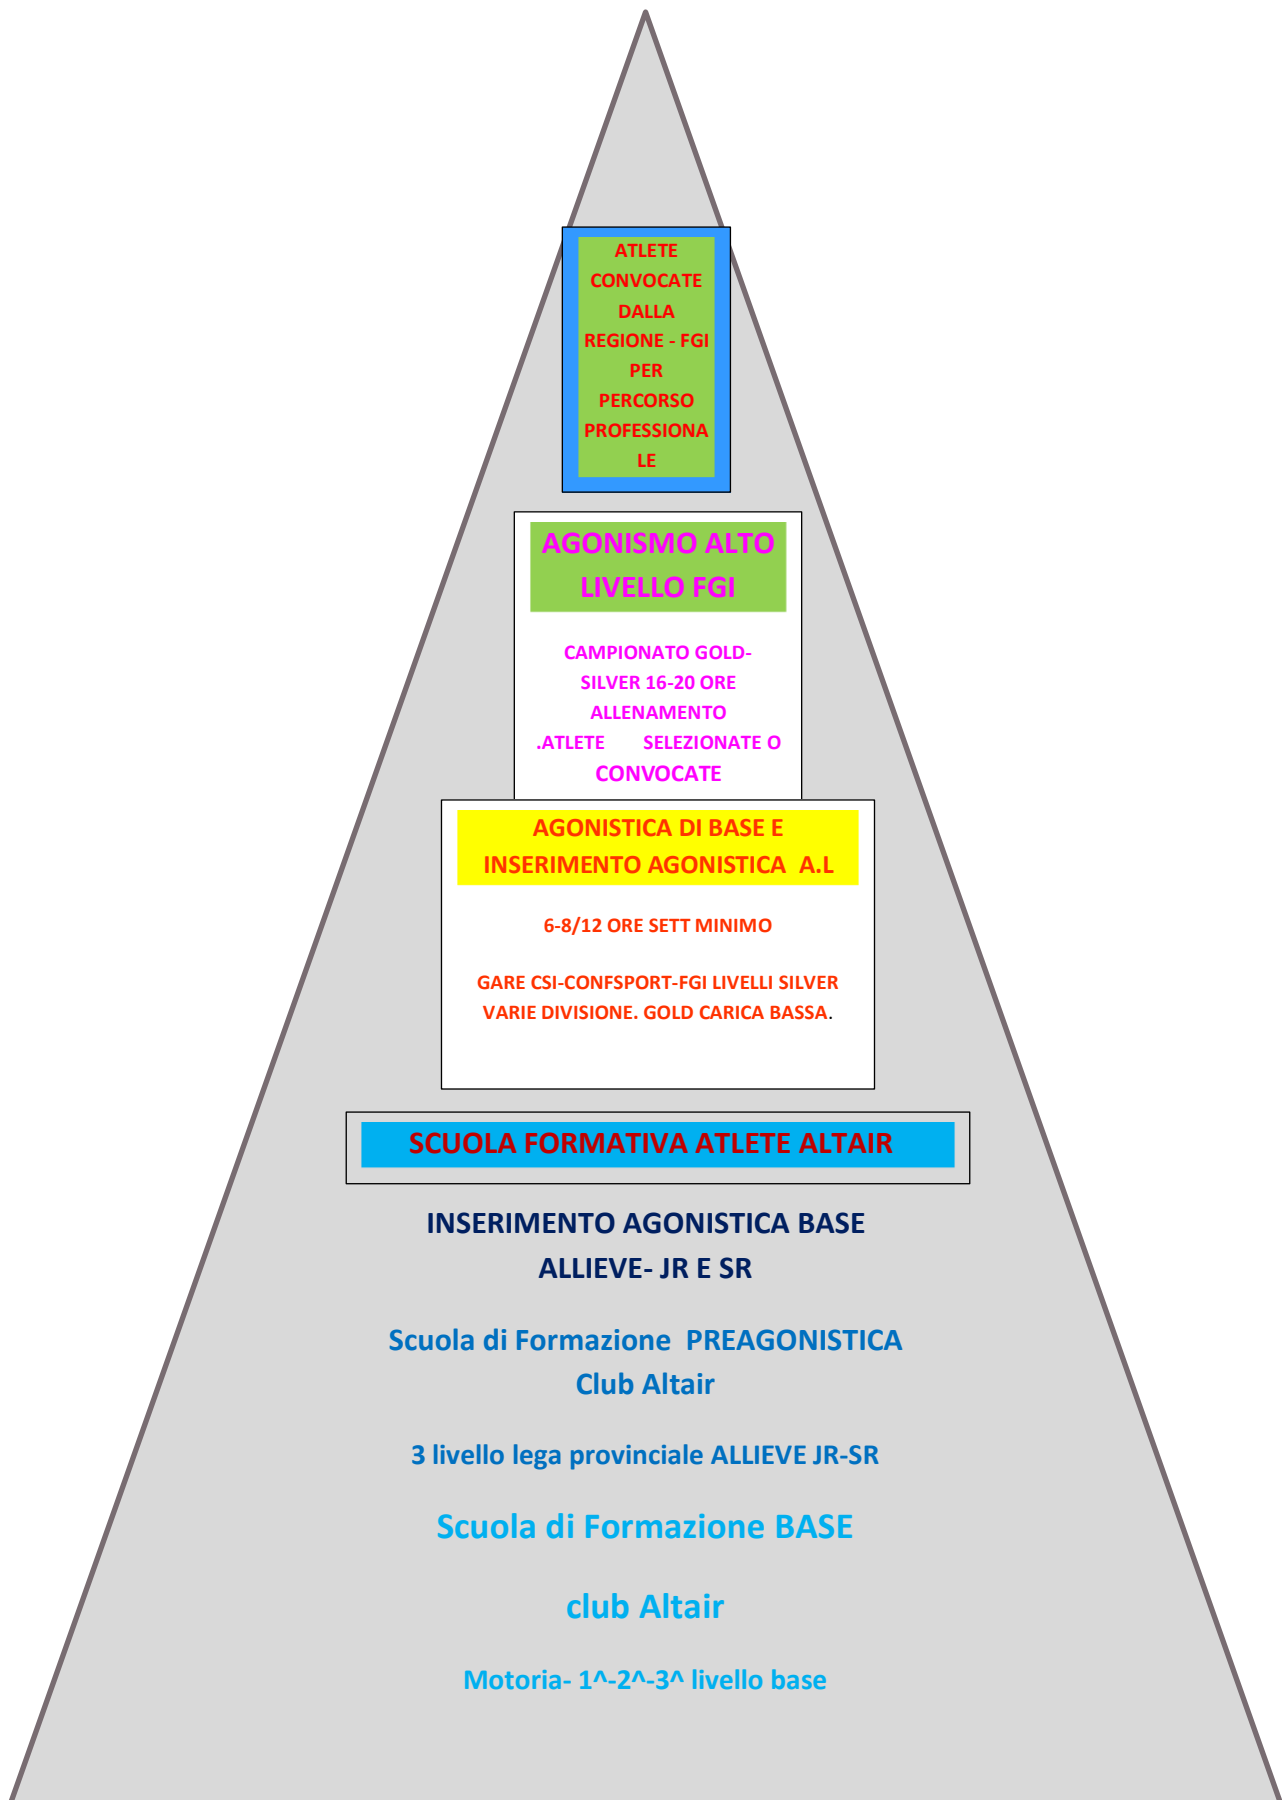 ATLETE
CONVOCATE
DALLA
REGIONE - FGI
PER
PERCORSO
PROFESSIONA
LE
AGONISMO ALTO
LIVELLO FGI
CAMPIONATO GOLD-
SILVER 16-20 ORE
ALLENAMENTO
.ATLETE SELEZIONATE O
CONVOCATE
AGONISTICA DI BASE E
INSERIMENTO AGONISTICA A.L
6-8/12 ORE SETT MINIMO
GARE CSI-CONFSPORT-FGI LIVELLI SILVER
VARIE DIVISIONE. GOLD CARICA BASSA.
SCUOLA FORMATIVA ATLETE ALTAIR
INSERIMENTO AGONISTICA BASE
ALLIEVE- JR E SR
Scuola di Formazione PREAGONISTICA
Club Altair
3 livello lega provinciale ALLIEVE JR-SR
Scuola di Formazione BASE
club Altair
Motoria- 1^-2^-3^ livello base